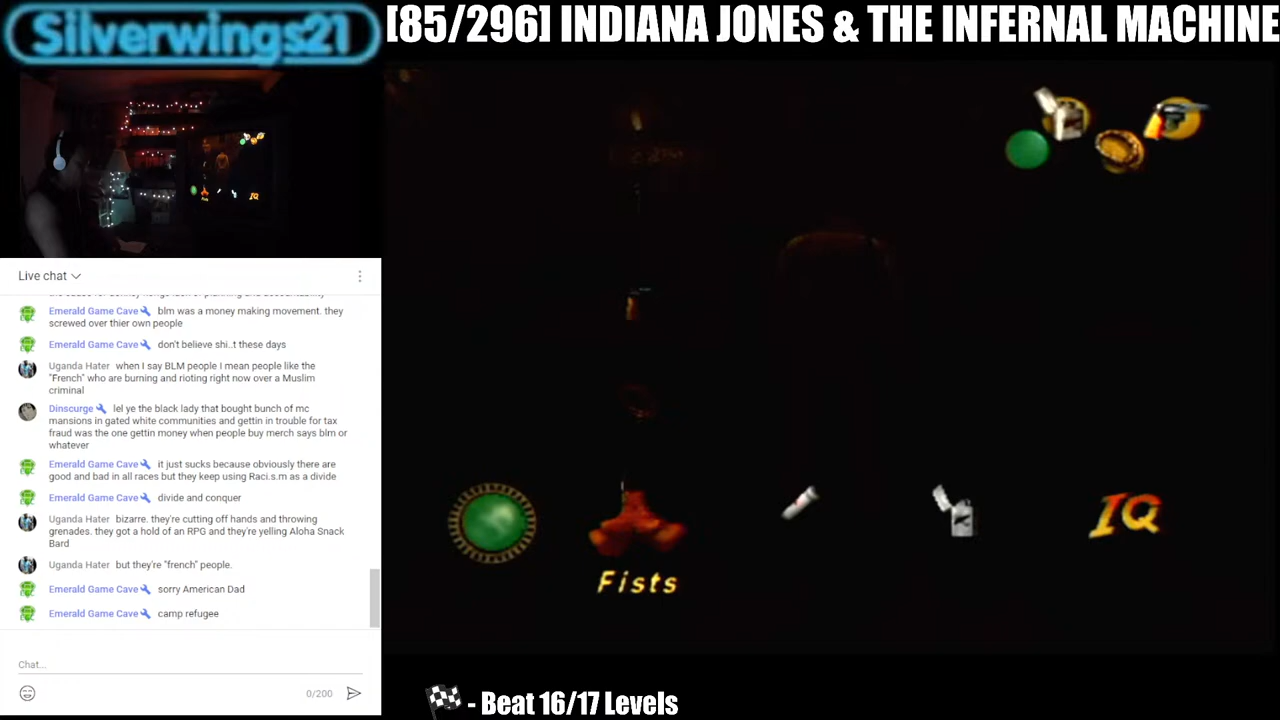 Silverwings21
[85/296] INDIANA JONES & THE INFERNAL MACHINE
Live chat
Emerald Game Cave blm was a money making movement. they
screwed over thier own people
Emerald Game Cave don't believe shi..t these days
Uganda Hater when I say BLM people I mean people like the
"French" who are burning and rioting right now over a Muslim
criminal
Dinscurge lel ye the black lady that bought bunch of mc
mansions in gated white communities and gettin in trouble for tax
fraud was the one gettin money when people buy merch says blm or
whatever
Emerald Game Cave it just sucks because obviously there are
good and bad in all races but they keep using Raci.s.m as a divide
Emerald Game Cave divide and conquer
Uganda Hater bizarre. they're cutting off hands and throwing
grenades. they got a hold of an RPG and they're yelling Aloha Snack
Bard
Uganda Hater but they're "french" people.
Emerald Game Cave sorry American Dad
Emerald Game Cave camp refugee
Chat...
0/200
IQ
Fists
- Beat 16/17 Levels